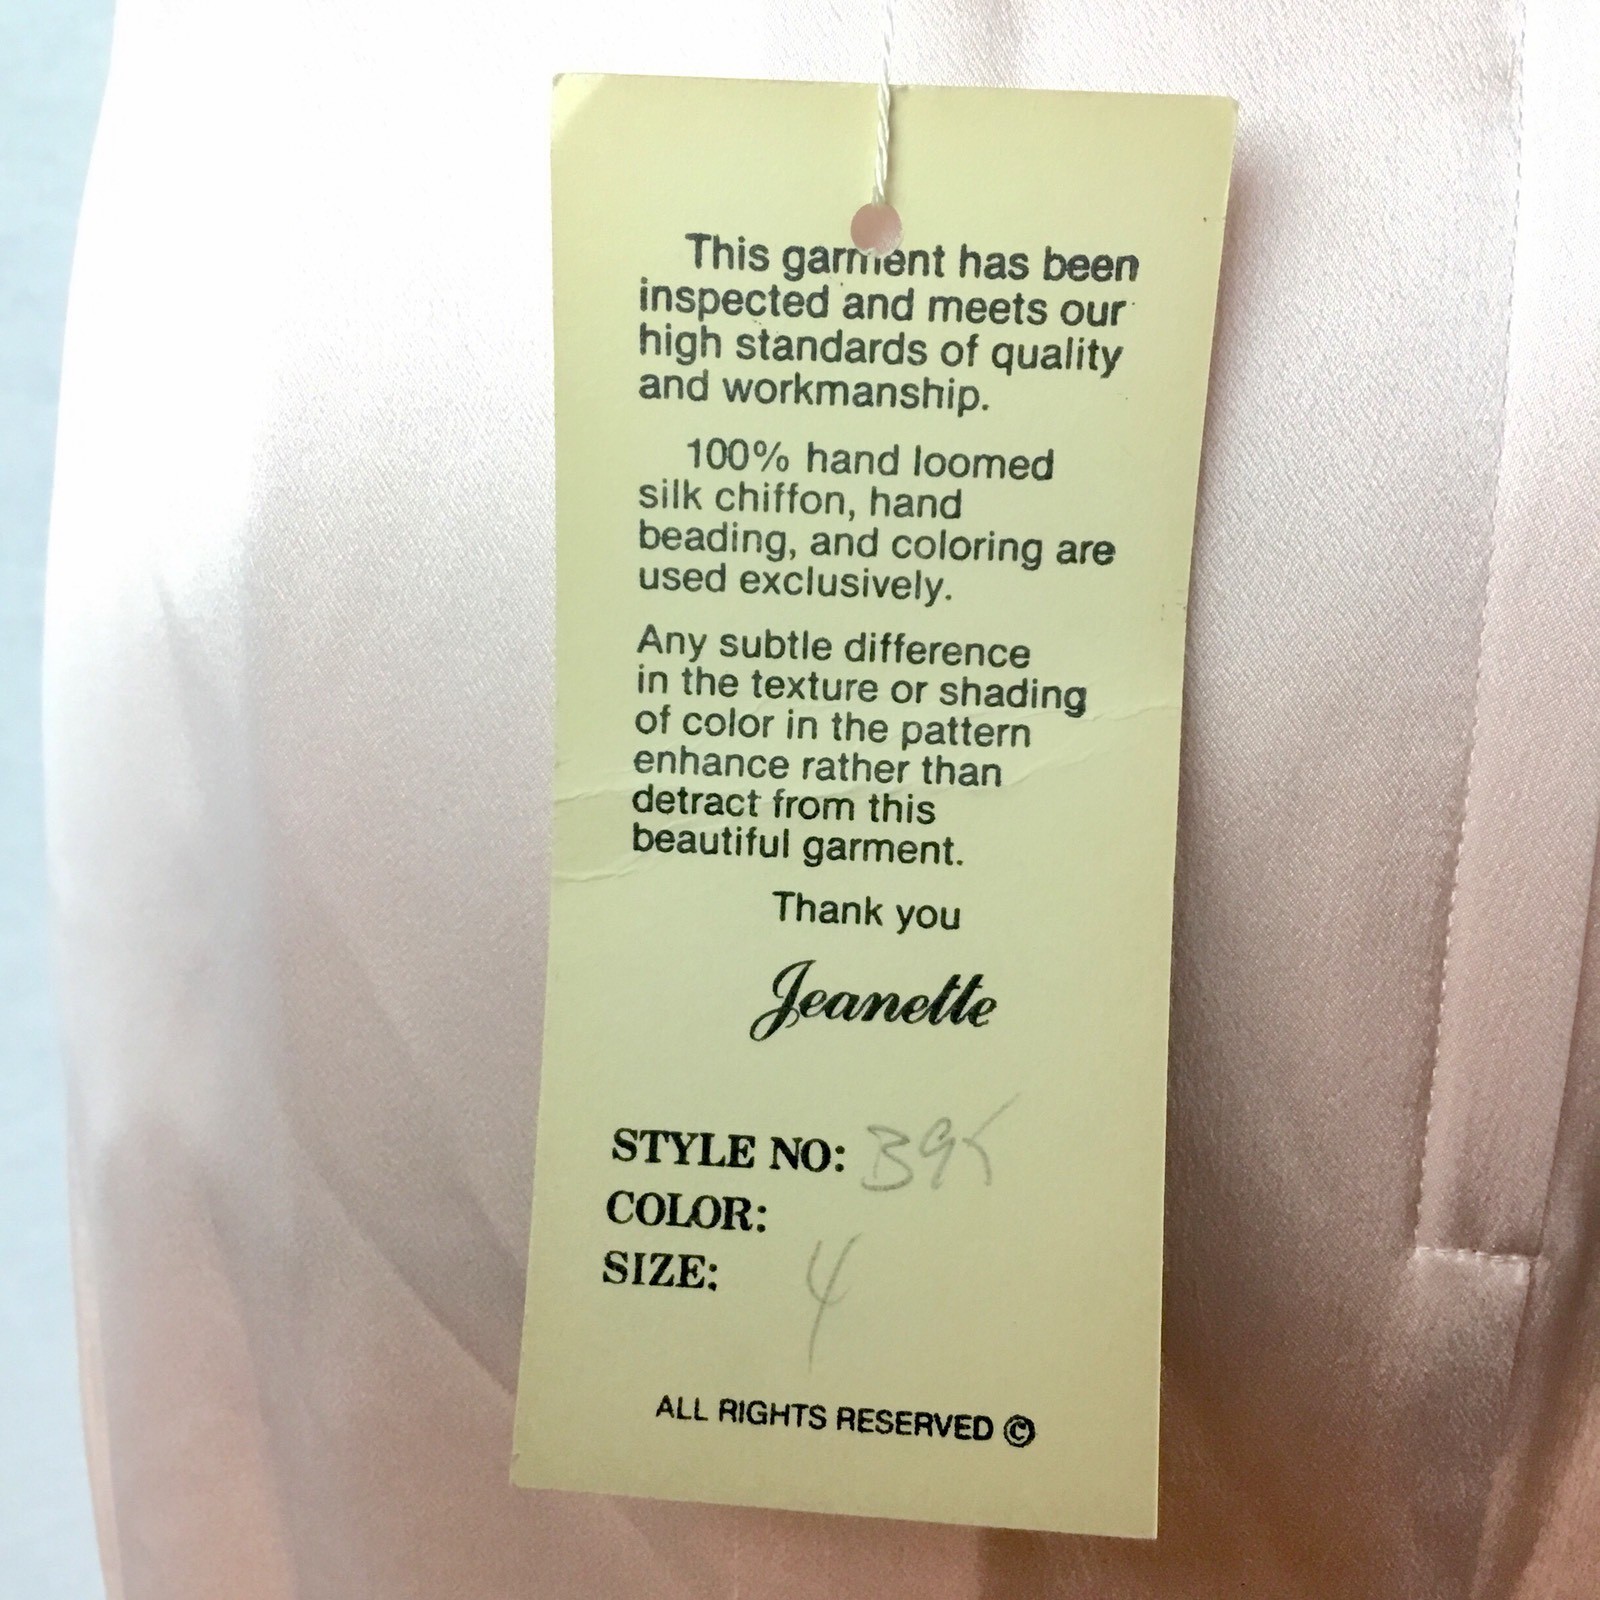 This garment has been
inspected and meets our
high standards of quality
and workmanship.
100% hand loomed
silk chiffon, hand
beading, and coloring are
used exclusively.
Any subtle difference
in the texture or shading
of color in the pattern
enhance rather than
detract from this
beautiful garment.
Thank you
Jeanette
STYLE NO: B95
COLOR:
SIZE: 4
ALL RIGHTS RESERVED ©